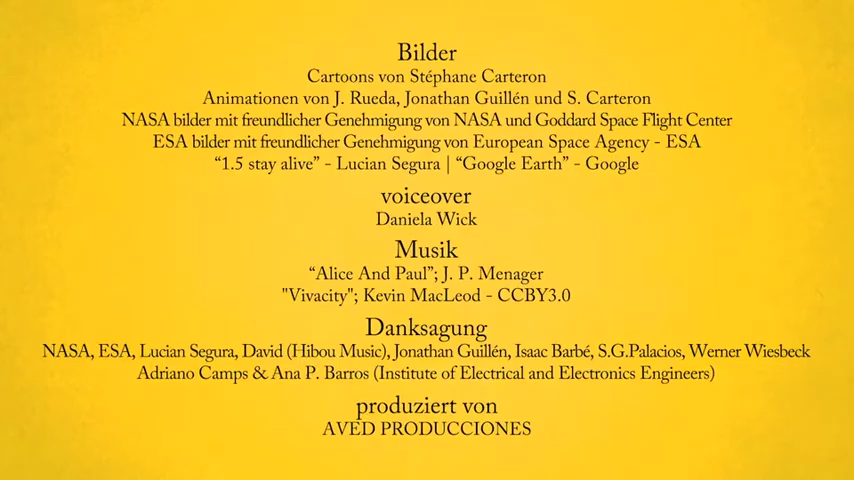 Bilder
Cartoons von Stéphane Carteron
Animationen von J. Rueda, Jonathan Guillén und S. Carteron
NASA bilder mit freundlicher Genehmigung von NASA und Goddard Space Flight Center
ESA bilder mit freundlicher Genehmigung von European Space Agency - ESA
“1.5 stay alive” - Lucian Segura | “Google Earth” - Google
voiceover
Daniela Wick
Musik
“Alice And Paul”; J. P. Menager
"Vivacity"; Kevin MacLeod - CCBY3.0
Danksagung
NASA, ESA, Lucian Segura, David (Hibou Music), Jonathan Guillén, Isaac Barbé, S.G.Palacios, Werner Wiesbeck
Adriano Camps & Ana P. Barros (Institute of Electrical and Electronics Engineers)
produziert von
AVED PRODUCCIONES